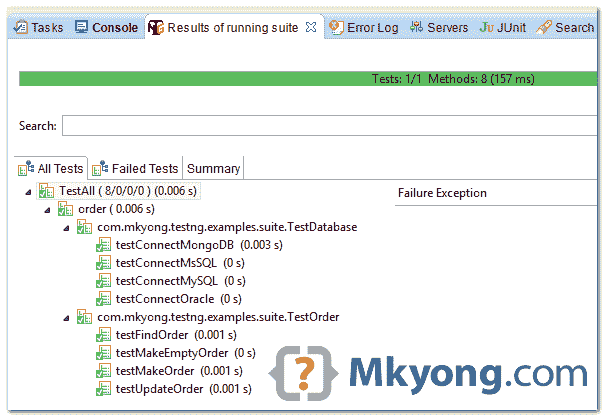 Tasks Console Results of running suite Error Log Servers JUnit Search
Tests: 1/1 Methods: 8 (157 ms)
Search:
All Tests Failed Tests Summary
TestAll ( 8/0/0/0 ) (0.006 s)
Failure Exception
order ( 0.006 s)
com.mkyong.testng.examples.suite.TestDatabase
testConnectMongoDB (0.003 s)
testConnectMsSQL (0 s)
testConnectMySQL (0 s)
testConnectOracle (0 s)
com.mkyong.testng.examples.suite.TestOrder
testFindOrder (0.001 s)
testMakeEmptyOrder (0 s)
testMakeOrder (0.001 s)
testUpdateOrder (0.001 s)
{?} Mkyong.com